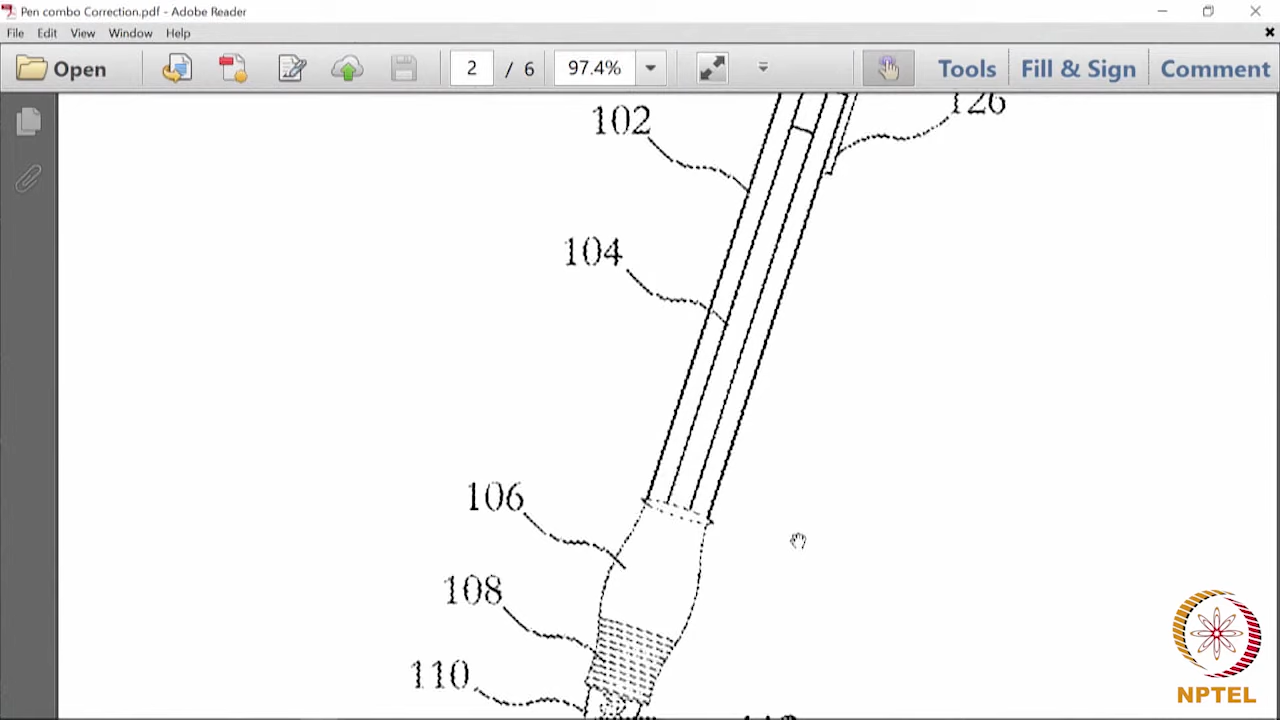 Pen combo Correction.pdf - Adobe Reader
File Edit View Window Help
Open 2 / 6 97.4% Tools Fill & Sign Comment
102
126
104
106
108
110
NPTEL